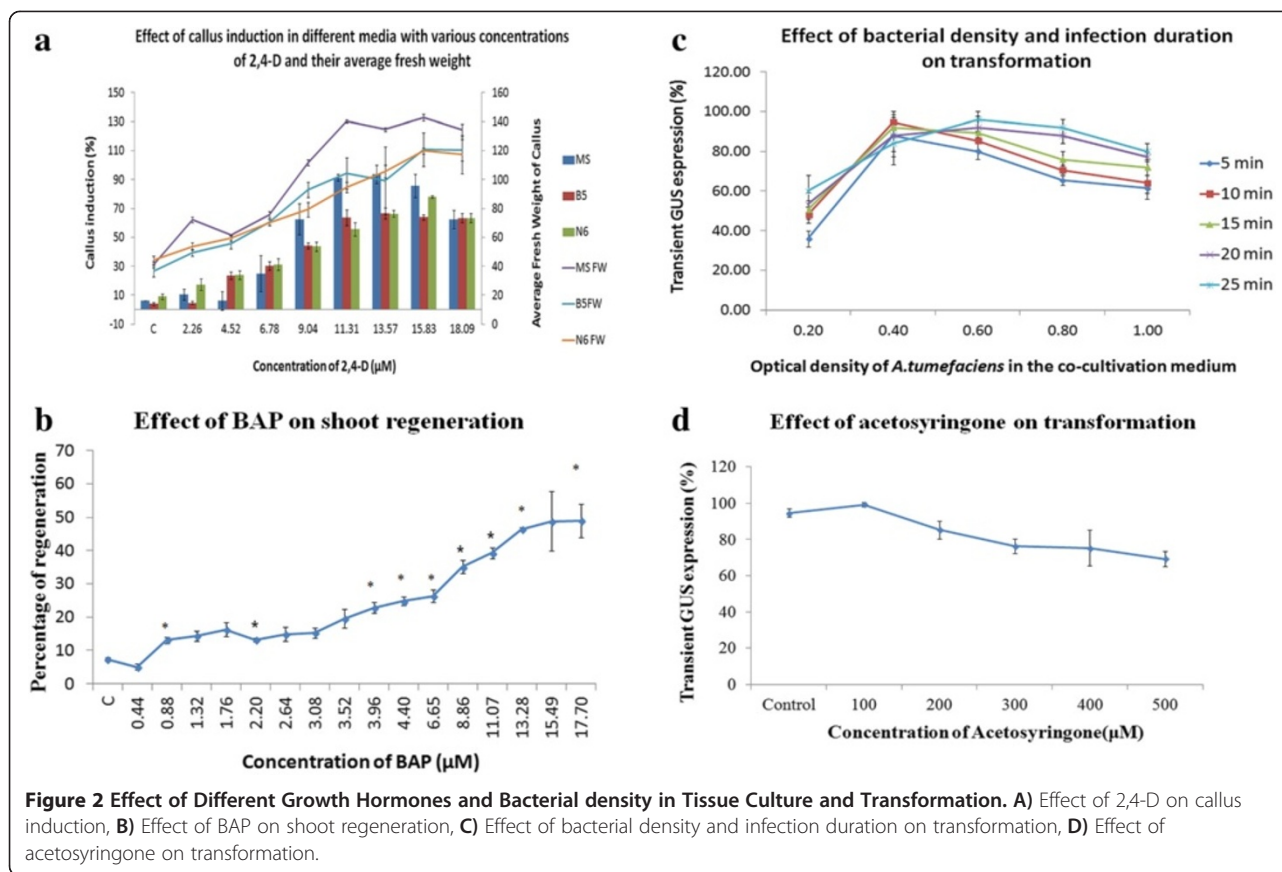 a
Effect of callus induction in different media with various concentrations
of 2,4-D and their average fresh weight
Callus induction (%)
150
130
110
90
70
50
30
10
-10
160
140
120
100
80
60
40
20
0
Average Fresh Weight of Callus
C 2.26 4.52 6.78 9.04 11.31 13.57 15.83 18.09
Concentration of 2,4-D (µM)
MS
B5
N6
MS FW
B5FW
N6 FW
c
Effect of bacterial density and infection duration
on transformation
Transient GUS expression (%)
120.00
100.00
80.00
60.00
40.00
20.00
0.00
0.20 0.40 0.60 0.80 1.00
Optical density of A.tumefaciens in the co-cultivation medium
5 min
10 min
15 min
20 min
25 min
b
Effect of BAP on shoot regeneration
Percentage of regeneration
70
60
50
40
30
20
10
0
* * * * * * * * *
C 0.44 0.88 1.32 1.76 2.20 2.64 3.08 3.52 3.96 4.40 6.65 8.86 11.07 13.28 15.49 17.70
Concentration of BAP (µM)
d
Effect of acetosyringone on transformation
Transient GUS expression (%)
120
100
80
60
40
20
0
Control 100 200 300 400 500
Concentration of Acetosyringone(µM)
Figure 2 Effect of Different Growth Hormones and Bacterial density in Tissue Culture and Transformation. A) Effect of 2,4-D on callus
induction, B) Effect of BAP on shoot regeneration, C) Effect of bacterial density and infection duration on transformation, D) Effect of
acetosyringone on transformation.